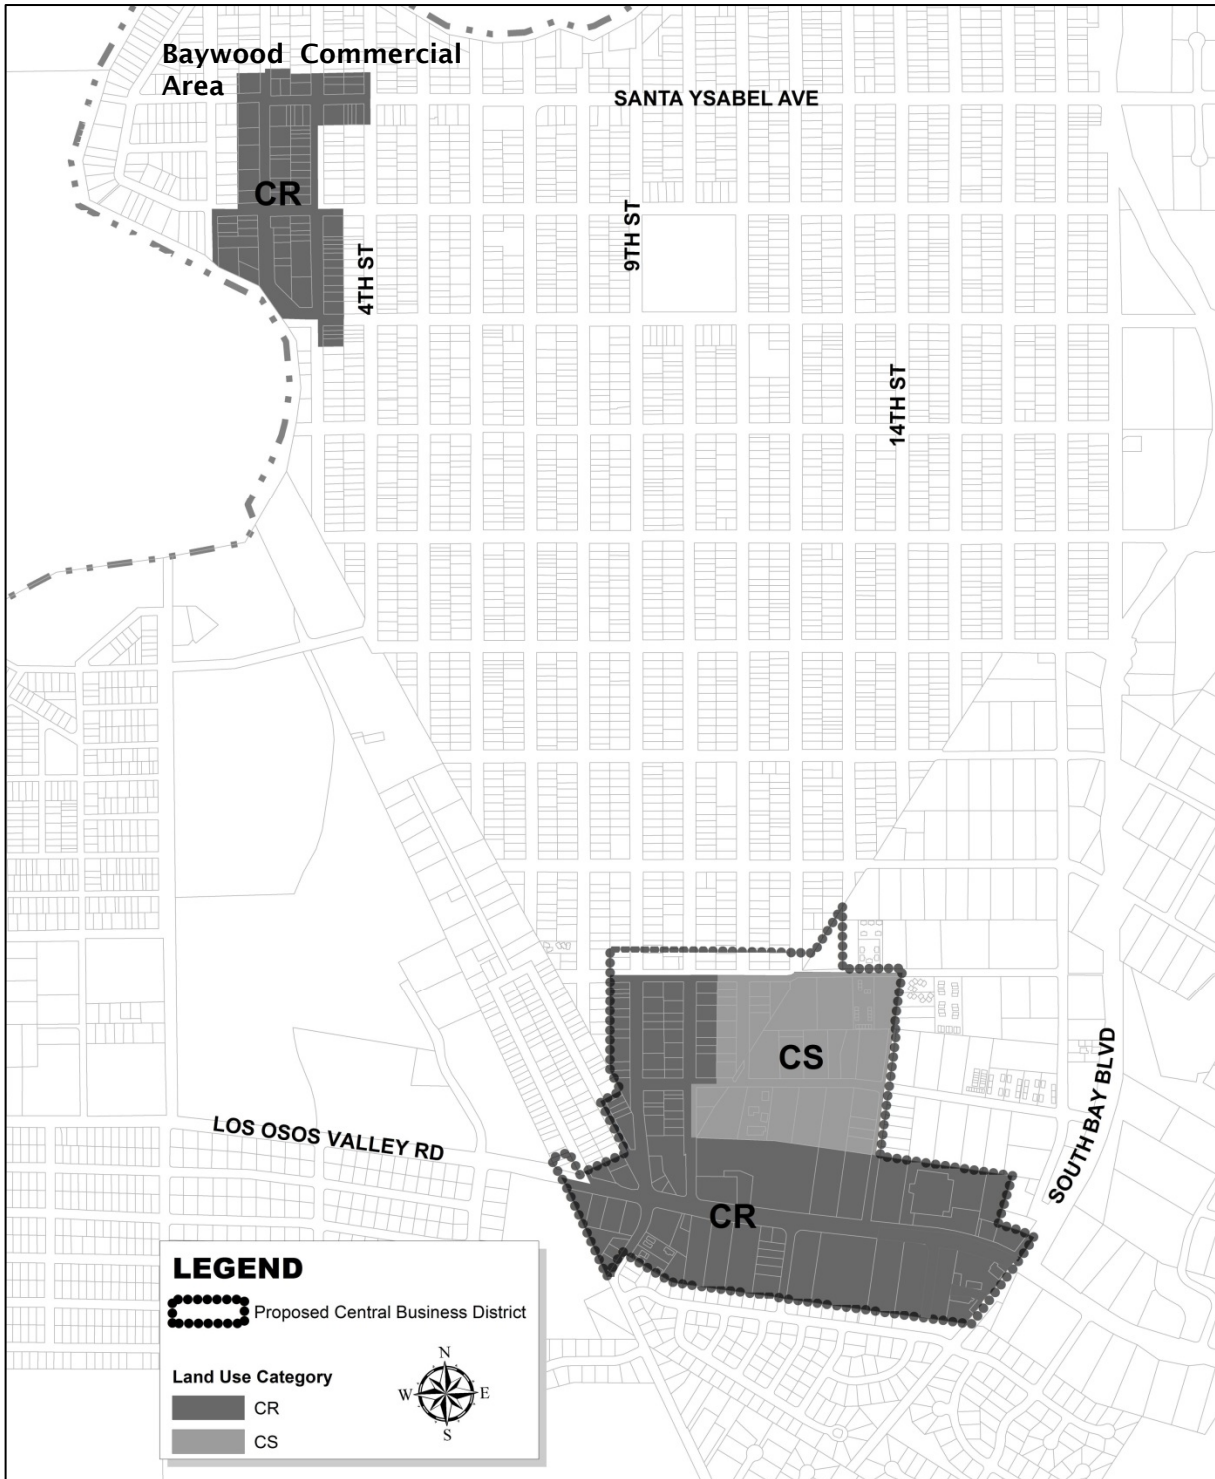 Baywood Commercial
Area
SANTA YSABEL AVE
CR
9TH ST
4TH ST
14TH ST
CS
SOUTH BAY BLVD
LOS OSOS VALLEY RD
CR
LEGEND
Proposed Central Business District
Land Use Category
CR
CS
N
W
E
S